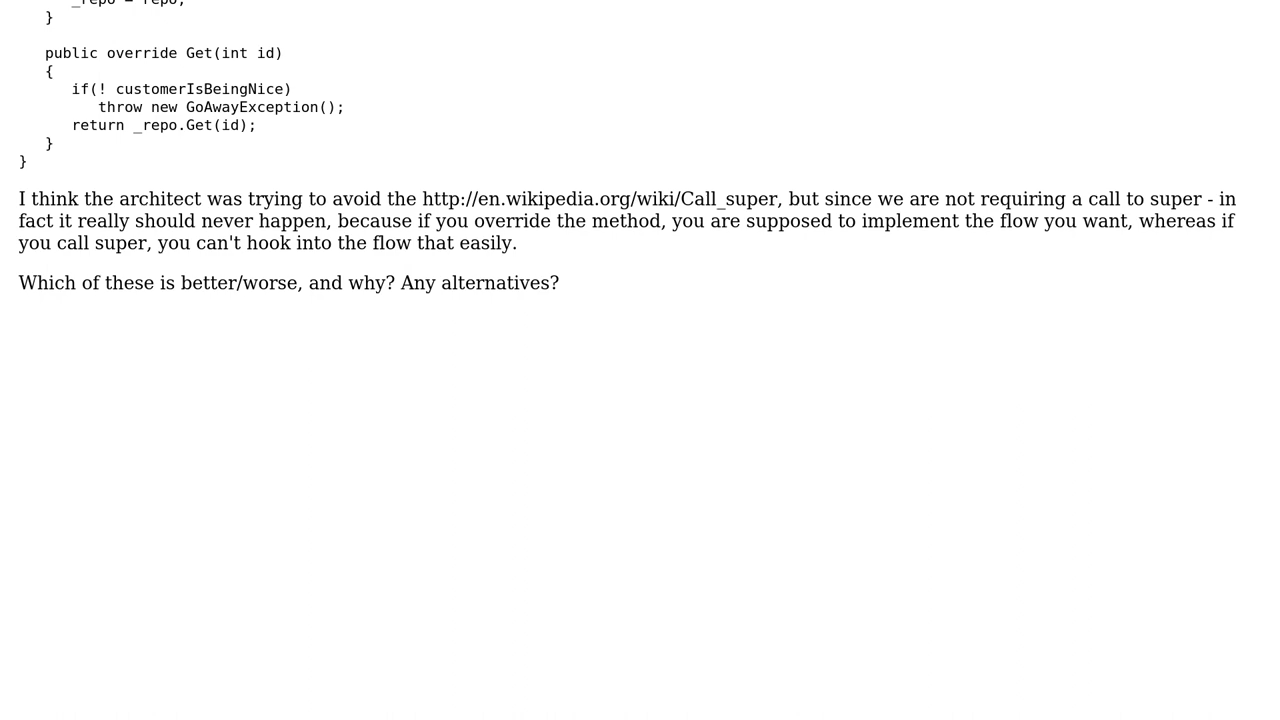 _repo = repo;
}
public override Get(int id)
{
if(! customerIsBeingNice)
throw new GoAwayException();
return _repo.Get(id);
}
}
I think the architect was trying to avoid the http://en.wikipedia.org/wiki/Call_super, but since we are not requiring a call to super - in
fact it really should never happen, because if you override the method, you are supposed to implement the flow you want, whereas if
you call super, you can't hook into the flow that easily.
Which of these is better/worse, and why? Any alternatives?